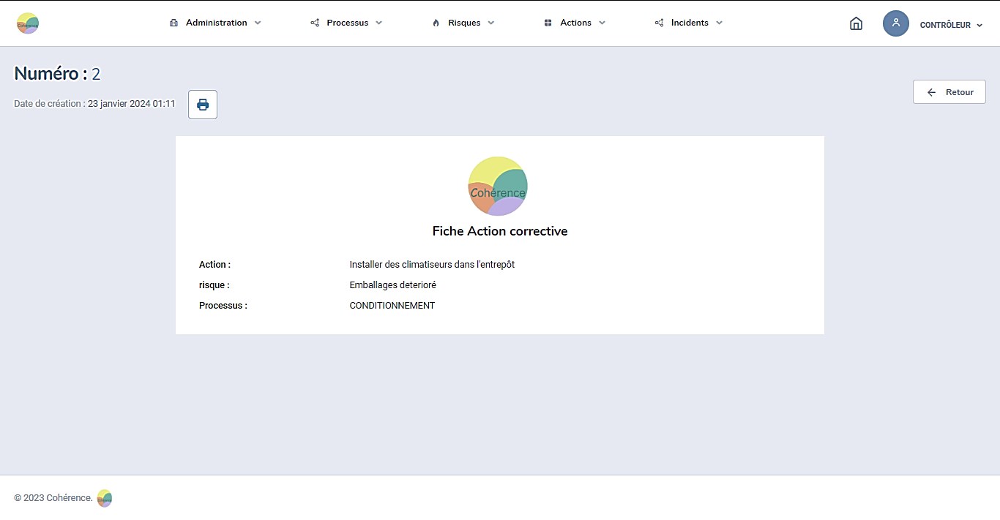 Cohérence
Administration
Processus
Risques
Actions
Incidents
CONTRÔLEUR
Numéro : 2
Date de création : 23 janvier 2024 01:11
Retour
Cohérence
Fiche Action corrective
Action : Installer des climatiseurs dans l'entrepôt
risque : Emballages deterioré
Processus : CONDITIONNEMENT
© 2023 Cohérence.
Cohérence